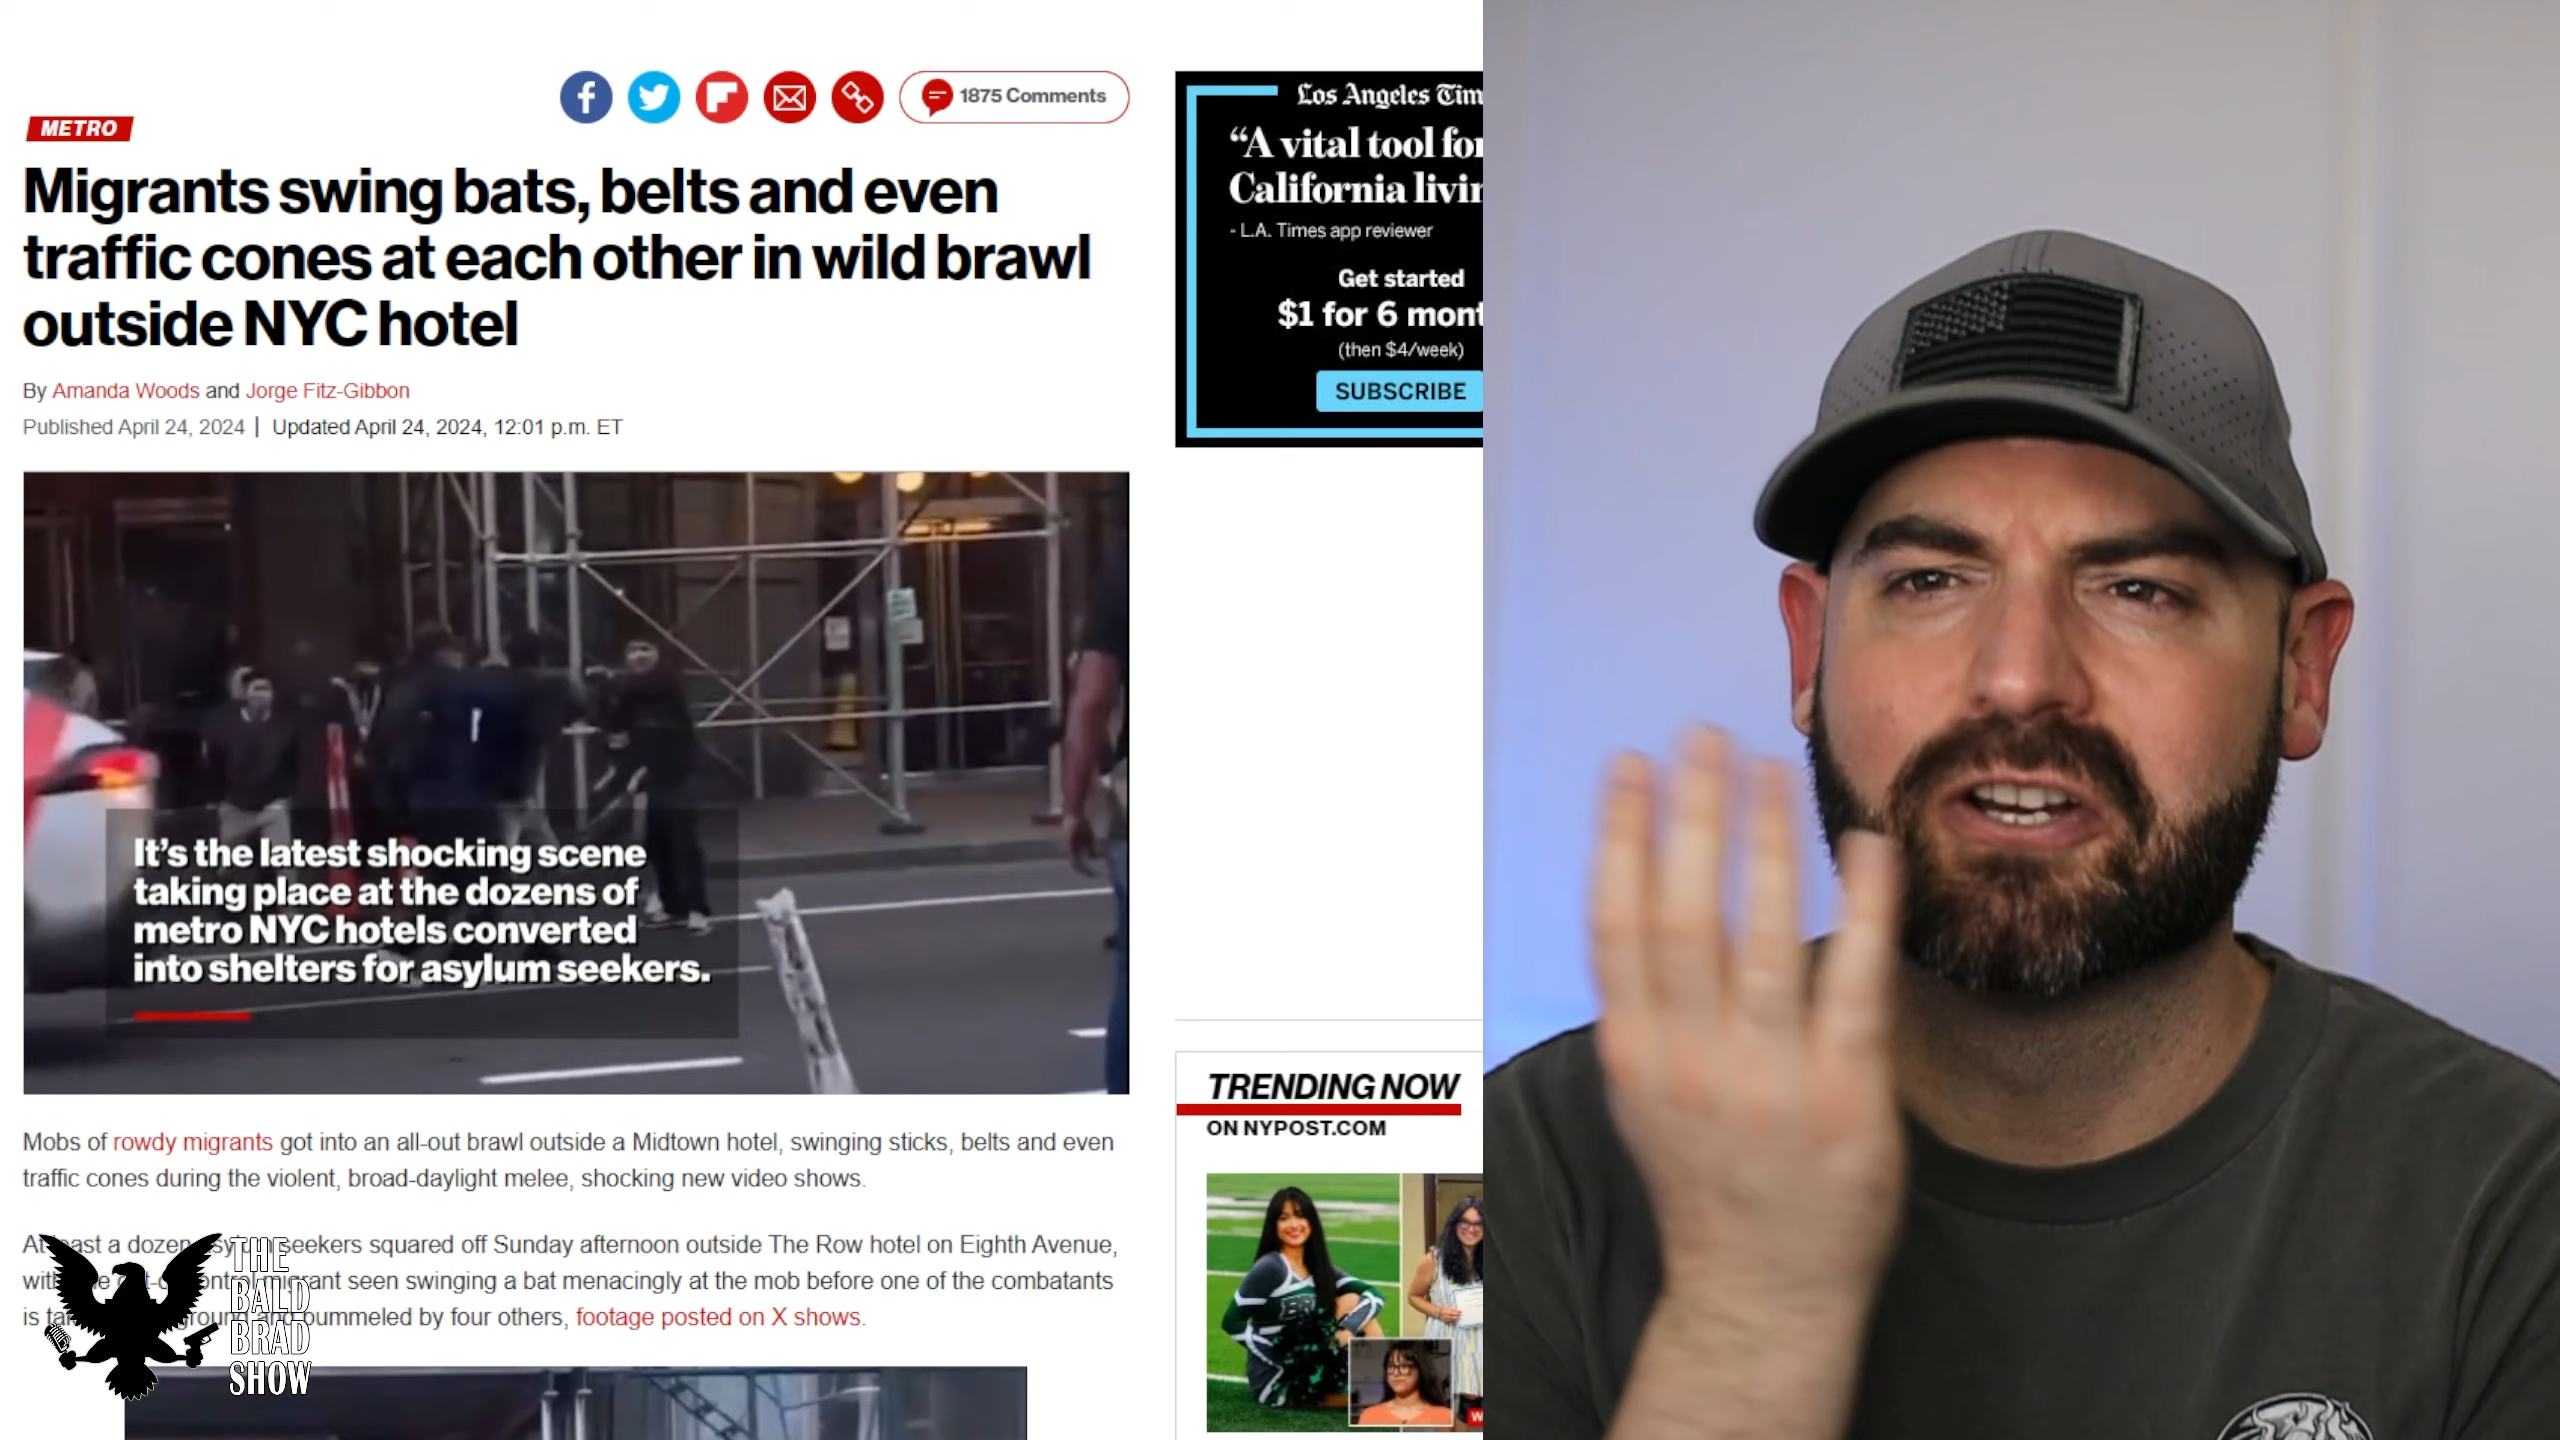 1875 Comments
METRO
Migrants swing bats, belts and even
traffic cones at each other in wild brawl
outside NYC hotel
By Amanda Woods and Jorge Fitz-Gibbon
Published April 24, 2024 | Updated April 24, 2024, 12:01 p.m. ET
It's the latest shocking scene
taking place at the dozens of
metro NYC hotels converted
into shelters for asylum seekers.
Mobs of rowdy migrants got into an all-out brawl outside a Midtown hotel, swinging sticks, belts and even
traffic cones during the violent, broad-daylight melee, shocking new video shows.
a dozen seekers squared off Sunday afternoon outside The Row hotel on Eighth Avenue,
migrant seen swinging a bat menacingly at the mob before one of the combatants
is and pummeled by four others, footage posted on X shows.
THE
BALD
BRAD
SHOW
Los Angeles Tim
“A vital tool for
California livin
- L.A. Times app reviewer
Get started
$1 for 6 mont
(then $4/week)
SUBSCRIBE
TRENDING NOW
ON NYPOST.COM